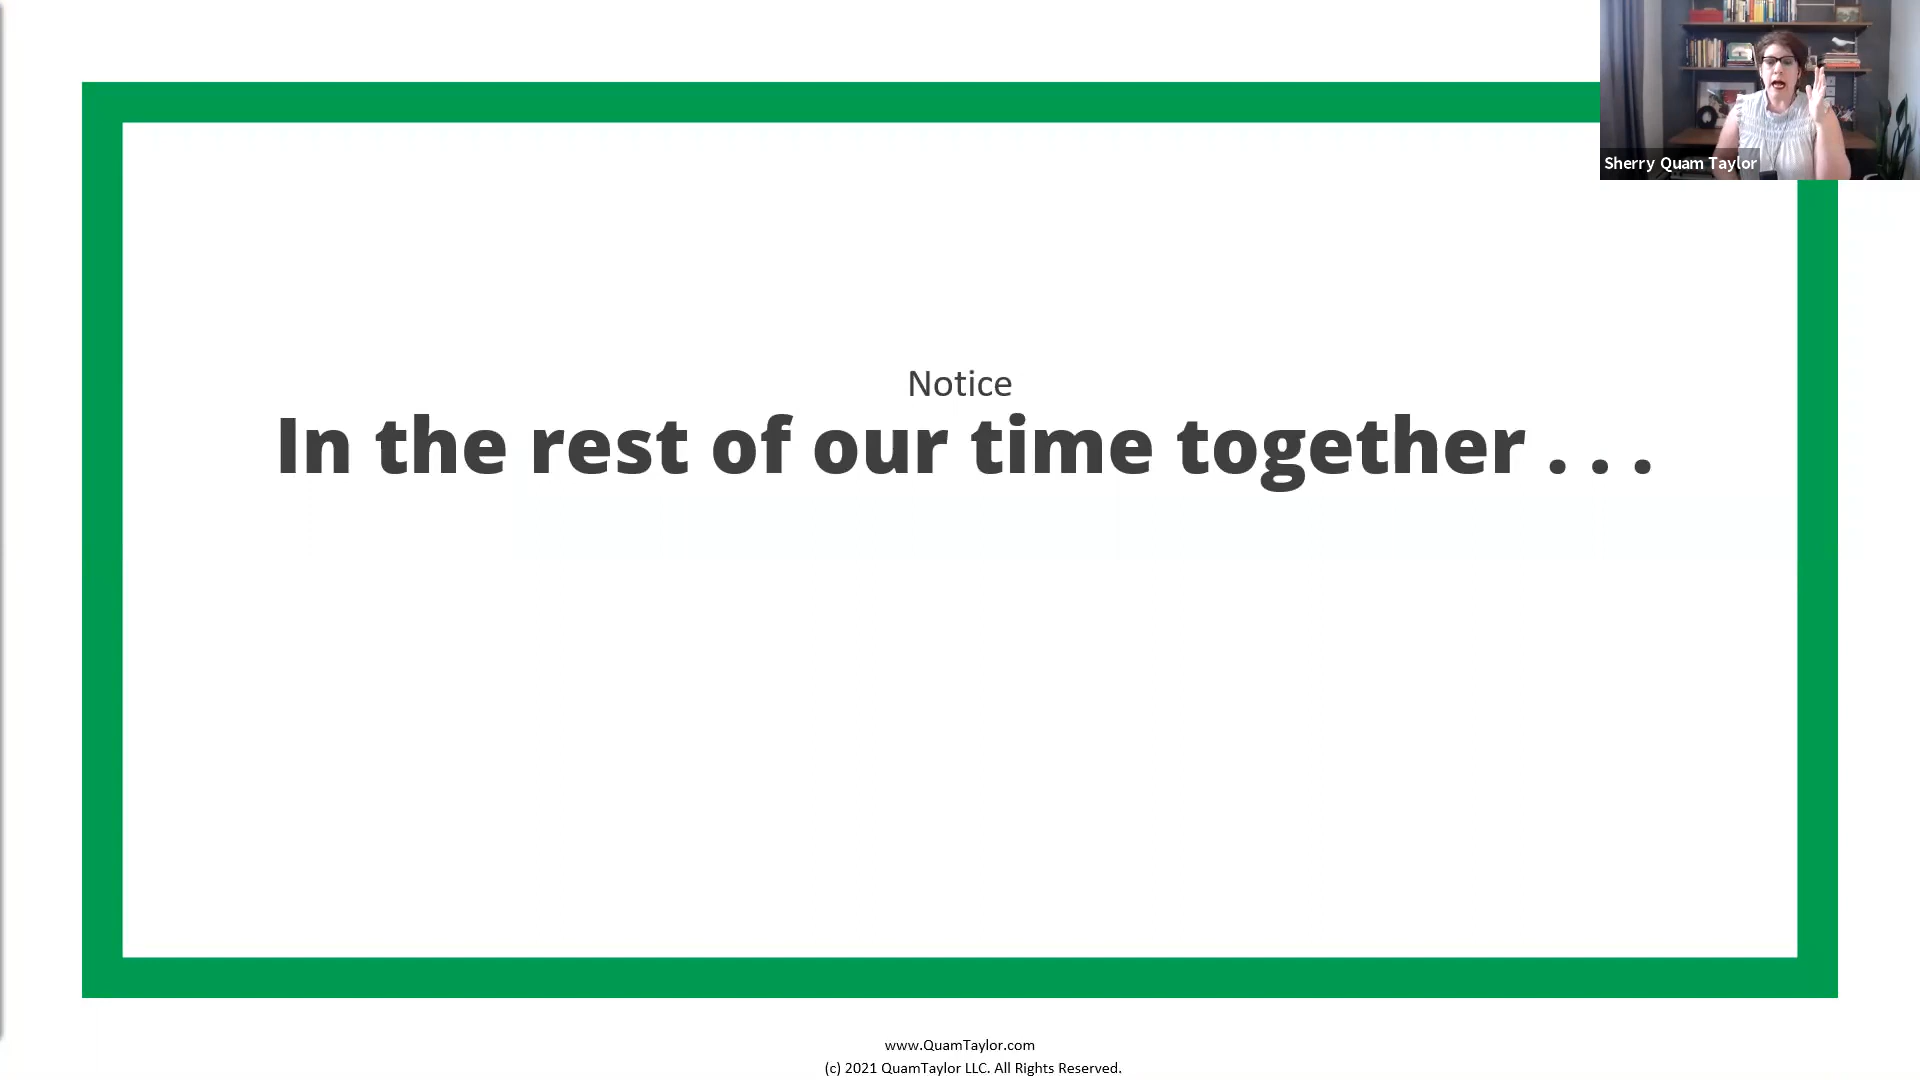 Sherry Quam Taylor
Notice
In the rest of our time together . . .
www.QuamTaylor.com
(c) 2021 QuamTaylor LLC. All Rights Reserved.